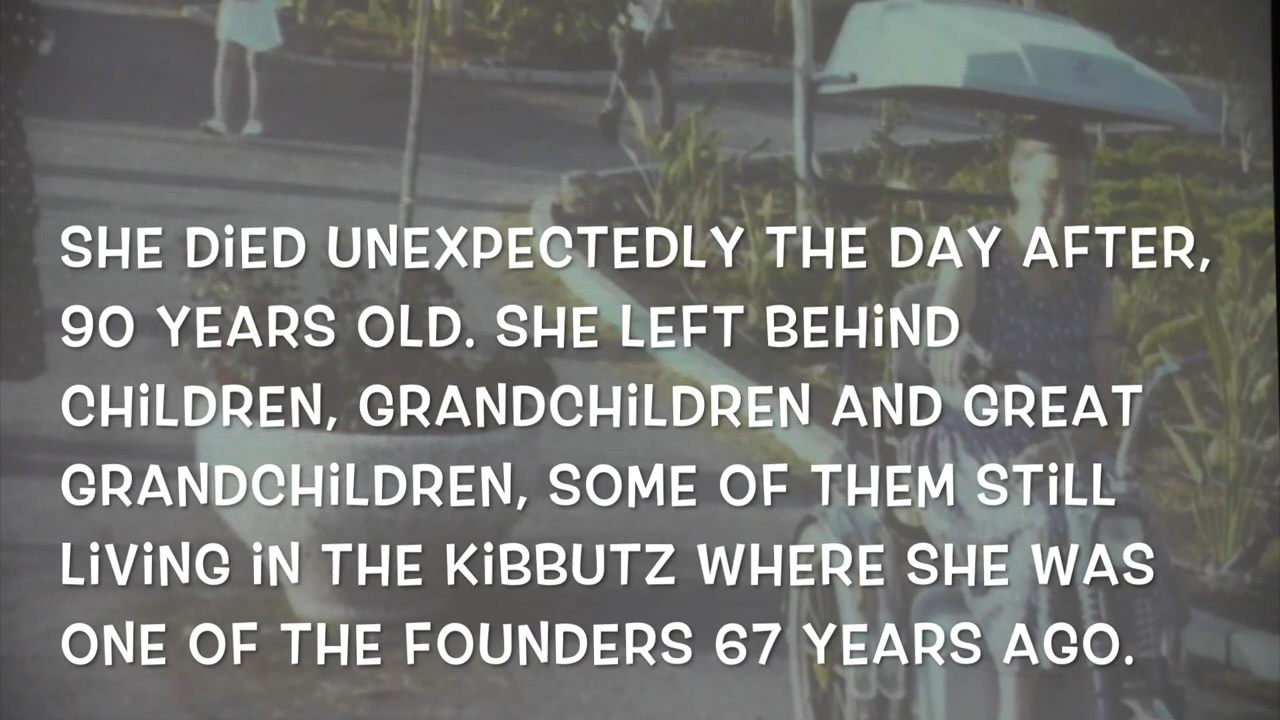 SHE DiED UNEXPECTEDLY THE DAY AFTER,
90 YEARS OLD. SHE LEFT BEHiND
CHiLDREN, GRANDCHiLDREN AND GREAT
GRANDCHiLDREN, SOME OF THEM STiLL
LiViNG iN THE KiBBUTZ WHERE SHE WAS
ONE OF THE FOUNDERS 67 YEARS AGO.